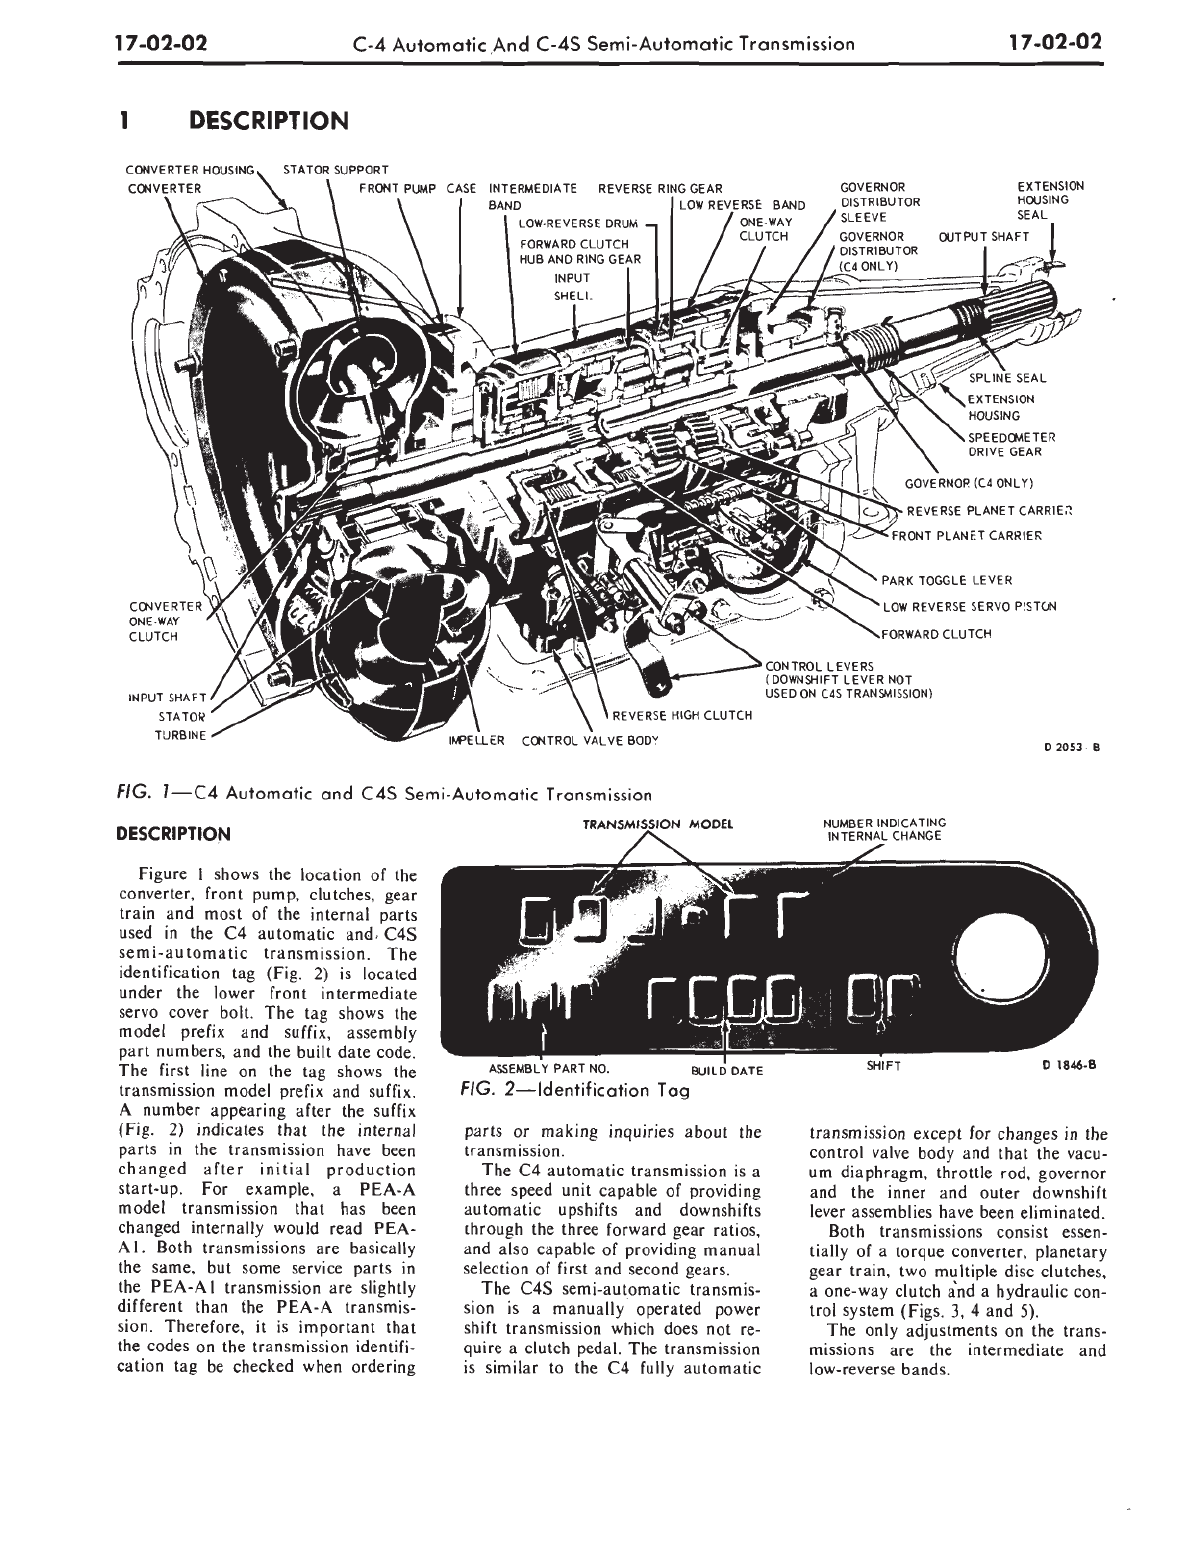 17-02-02 C-4 Automatic And C-4S Semi-Automatic Transmission 17-02-02
1 DESCRIPTION
CONVERTER HOUSING
STATOR SUPPORT
CONVERTER
FRONT PUMP
CASE
INTERMEDIATE
BAND
REVERSE RING GEAR
LOW REVERSE BAND
LOW-REVERSE DRUM
ONE-WAY
CLUTCH
FORWARD CLUTCH
HUB AND RING GEAR
INPUT
SHELL
GOVERNOR
DISTRIBUTOR
SLEEVE
GOVERNOR
DISTRIBUTOR
(C4 ONLY)
OUTPUT SHAFT
EXTENSION
HOUSING
SEAL
SPLINE SEAL
EXTENSION
HOUSING
SPEEDOMETER
DRIVE GEAR
GOVERNOR (C4 ONLY)
REVERSE PLANET CARRIER
FRONT PLANET CARRIER
PARK TOGGLE LEVER
LOW REVERSE SERVO PISTON
FORWARD CLUTCH
CONTROL LEVERS
(DOWNSHIFT LEVER NOT
USED ON C4S TRANSMISSION)
REVERSE HIGH CLUTCH
CONTROL VALVE BODY
IMPELLER
CONVERTER
ONE-WAY
CLUTCH
INPUT SHAFT
STATOR
TURBINE
D 2053 - B
FIG. 1—C4 Automatic and C4S Semi-Automatic Transmission
DESCRIPTION
Figure 1 shows the location of the
converter, front pump, clutches, gear
train and most of the internal parts
used in the C4 automatic and C4S
semi-automatic transmission. The
identification tag (Fig. 2) is located
under the lower front intermediate
servo cover bolt. The tag shows the
model prefix and suffix, assembly
part numbers, and the built date code.
The first line on the tag shows the
transmission model prefix and suffix.
A number appearing after the suffix
(Fig. 2) indicates that the internal
parts in the transmission have been
changed after initial production
start-up. For example, a PEA-A
model transmission that has been
changed internally would read PEA-
A1. Both transmissions are basically
the same, but some service parts in
the PEA-A1 transmission are slightly
different than the PEA-A transmis-
sion. Therefore, it is important that
the codes on the transmission identifi-
cation tag be checked when ordering
TRANSMISSION MODEL
NUMBER INDICATING
INTERNAL CHANGE
ASSEMBLY PART NO.
BUILD DATE
SHIFT
D 1846-B
FIG. 2—Identification Tag
parts or making inquiries about the
transmission.
The C4 automatic transmission is a
three speed unit capable of providing
automatic upshifts and downshifts
through the three forward gear ratios,
and also capable of providing manual
selection of first and second gears.
The C4S semi-automatic transmis-
sion is a manually operated power
shift transmission which does not re-
quire a clutch pedal. The transmission
is similar to the C4 fully automatic
transmission except for changes in the
control valve body and that the vacu-
um diaphragm, throttle rod, governor
and the inner and outer downshift
lever assemblies have been eliminated.
Both transmissions consist essen-
tially of a torque converter, planetary
gear train, two multiple disc clutches,
a one-way clutch and a hydraulic con-
trol system (Figs. 3, 4 and 5).
The only adjustments on the trans-
missions are the intermediate and
low-reverse bands.